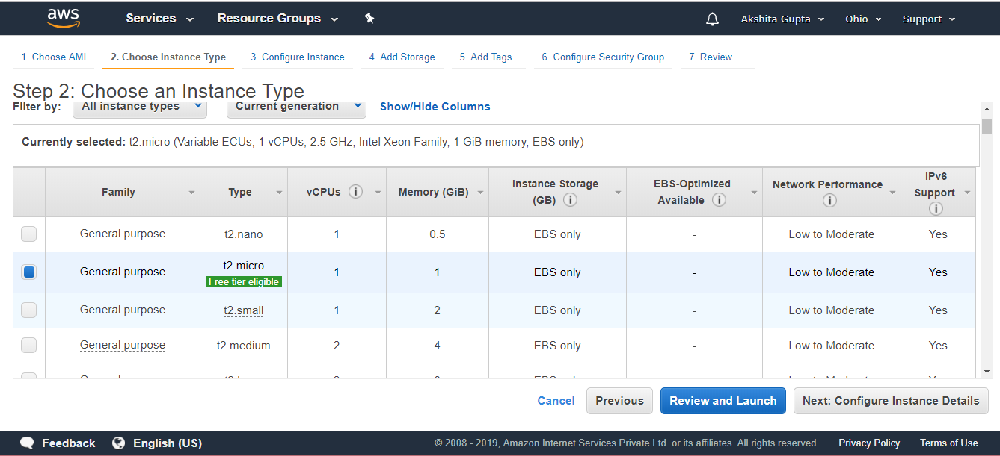 aws Services Resource Groups Akshita Gupta Ohio Support
1. Choose AMI 2. Choose Instance Type 3. Configure Instance 4. Add Storage 5. Add Tags 6. Configure Security Group 7. Review
Step 2: Choose an Instance Type
Filter by: All instance types Current generation Show/Hide Columns
Currently selected: t2.micro (Variable ECUs, 1 vCPUs, 2.5 GHz, Intel Xeon Family, 1 GiB memory, EBS only)
Family Type vCPUs Memory (GiB) Instance Storage (GB) EBS-Optimized Available Network Performance IPv6 Support
General purpose t2.nano 1 0.5 EBS only - Low to Moderate Yes
General purpose t2.micro Free tier eligible 1 1 EBS only - Low to Moderate Yes
General purpose t2.small 1 2 EBS only - Low to Moderate Yes
General purpose t2.medium 2 4 EBS only - Low to Moderate Yes
Cancel Previous Review and Launch Next: Configure Instance Details
Feedback English (US) © 2008 - 2019, Amazon Internet Services Private Ltd. or its affiliates. All rights reserved. Privacy Policy Terms of Use